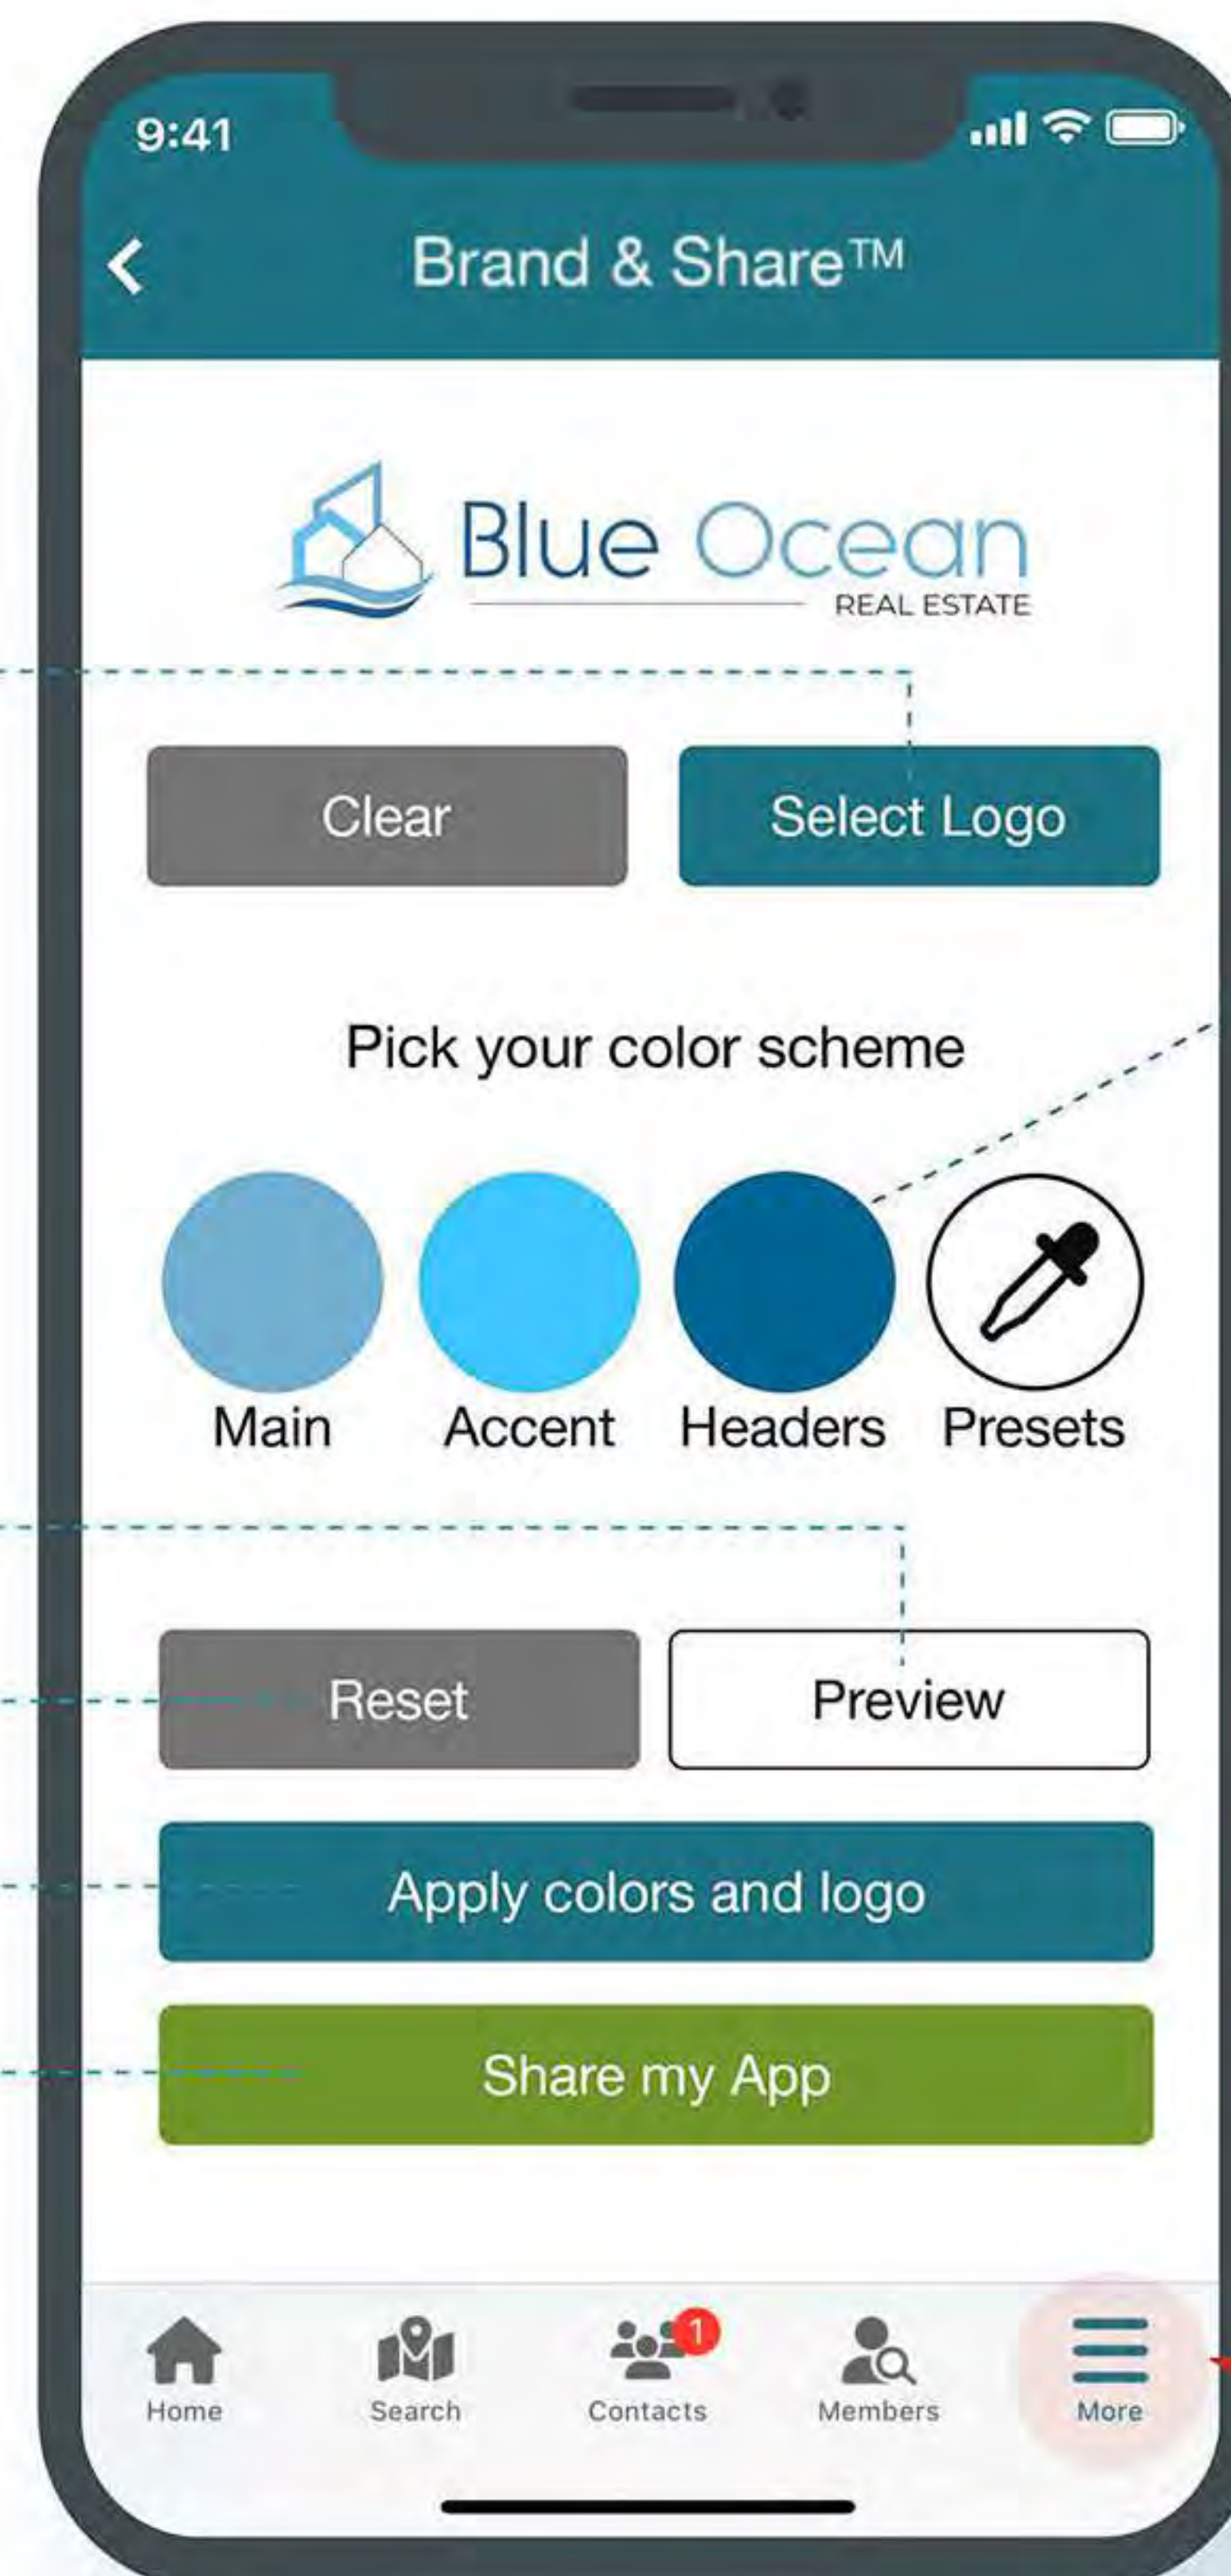 9:41
Brand & Share™
Blue Ocean
REAL ESTATE
Clear
Select Logo
Pick your color scheme
Main
Accent
Headers
Presets
Reset
Preview
Apply colors and logo
Share my App
1
Home
Search
Contacts
Members
More